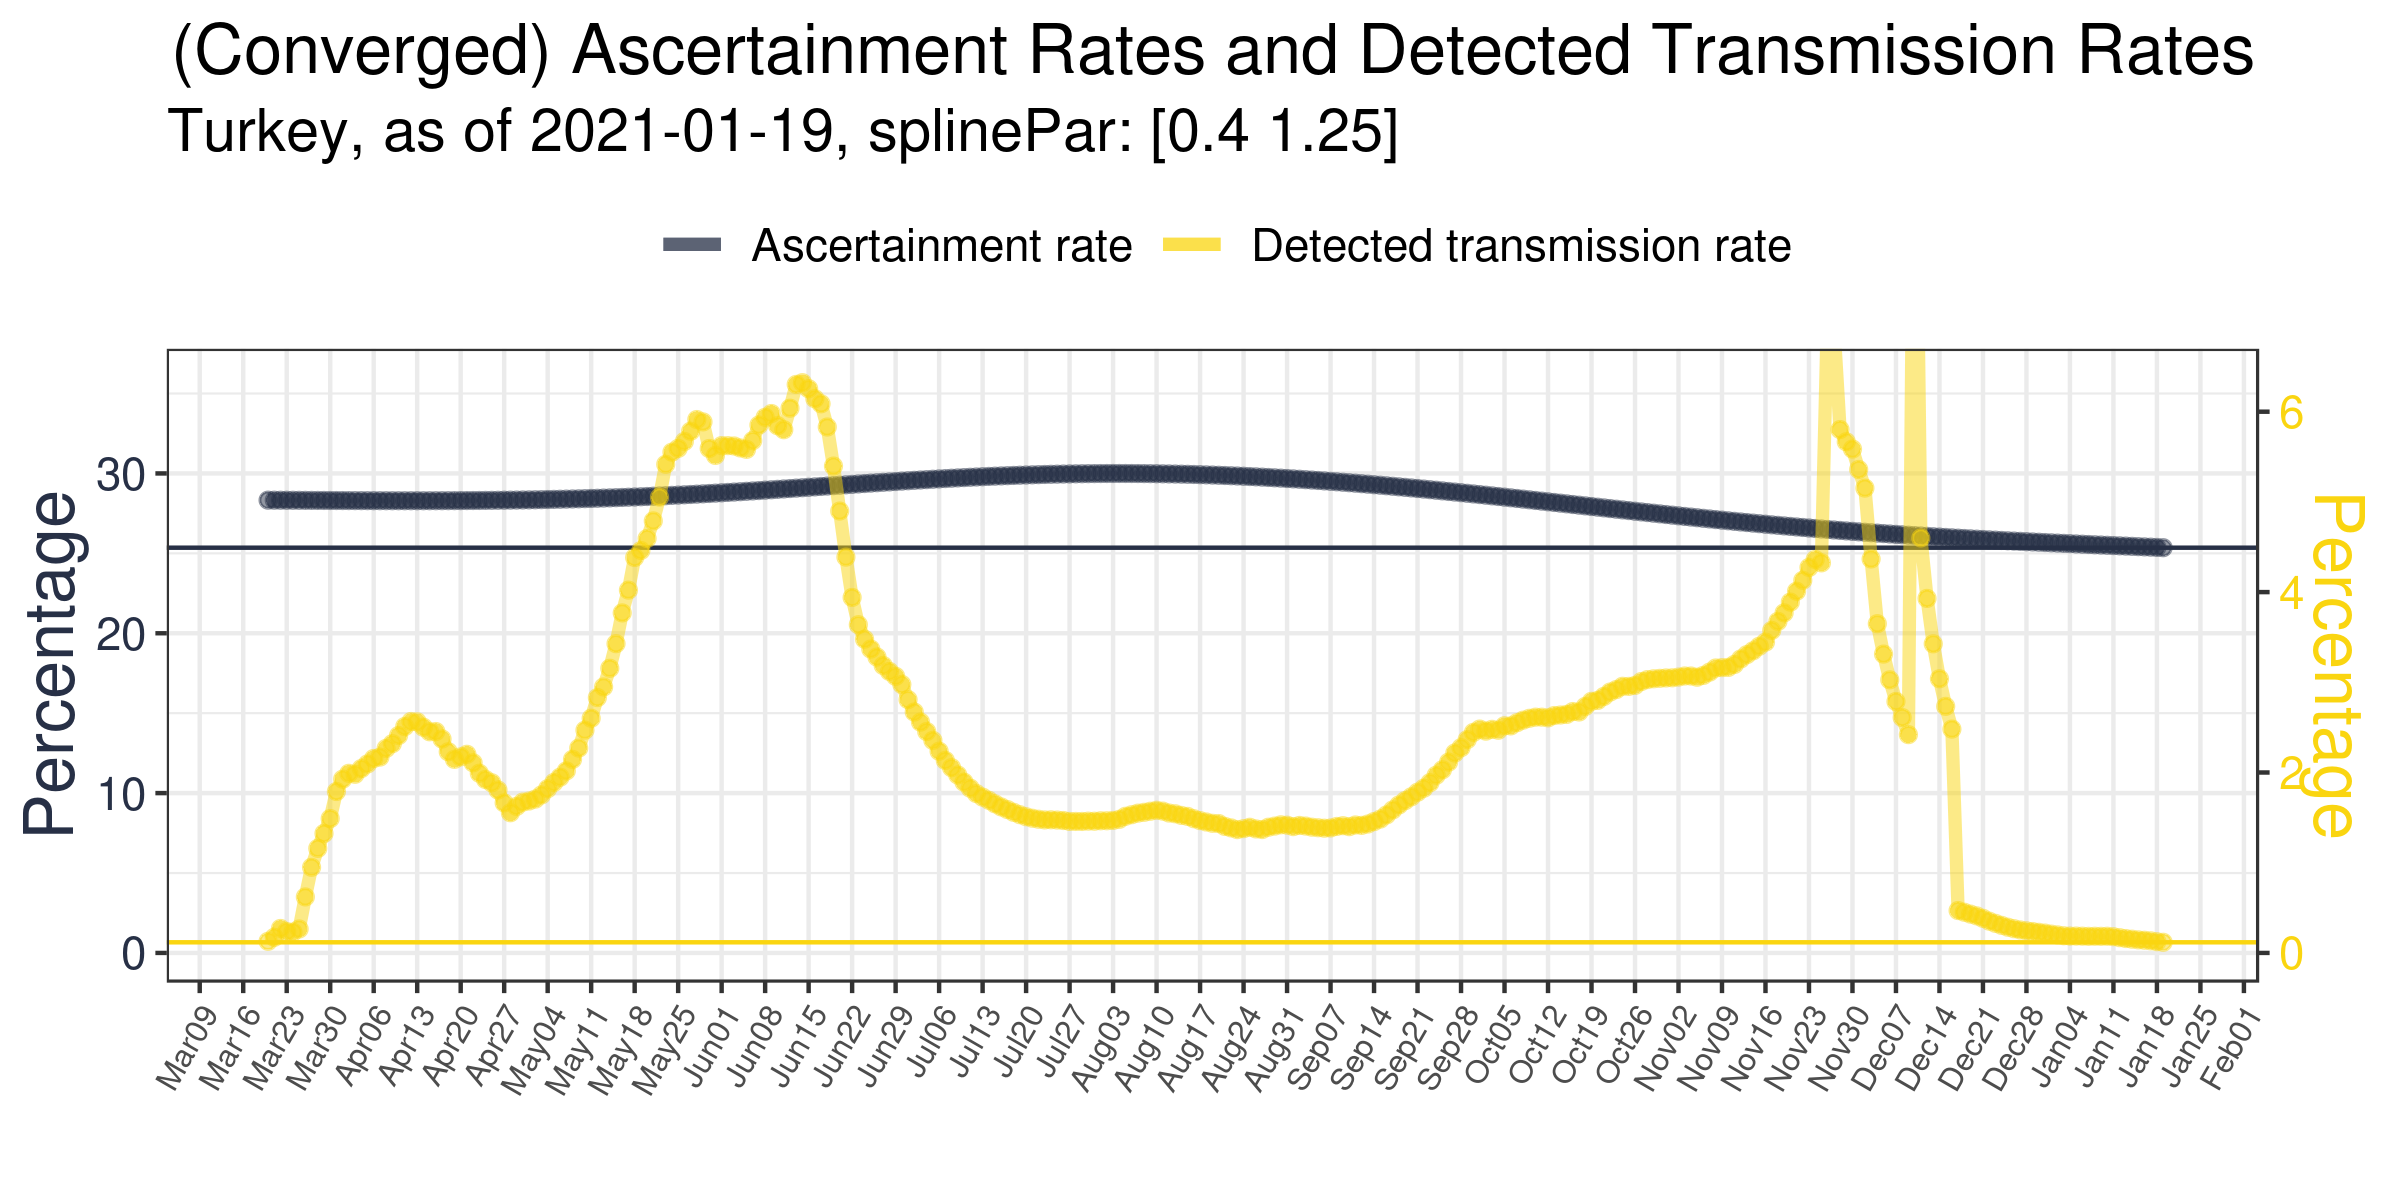 (Converged) Ascertainment Rates and Detected Transmission Rates
Turkey, as of 2021-01-19, splinePar: [0.4 1.25]
Ascertainment rate Detected transmission rate
Percentage
30
20
10
0
6
4
2
0
Percentage
Mar09 Mar16 Mar23 Mar30 Apr06 Apr13 Apr20 Apr27 May04 May11 May18 May25 Jun01 Jun08 Jun15 Jun22 Jun29 Jul06 Jul13 Jul20 Jul27 Aug03 Aug10 Aug17 Aug24 Aug31 Sep07 Sep14 Sep21 Sep28 Oct05 Oct12 Oct19 Oct26 Nov02 Nov09 Nov16 Nov23 Nov30 Dec07 Dec14 Dec21 Dec28 Jan04 Jan11 Jan18 Jan25 Feb01